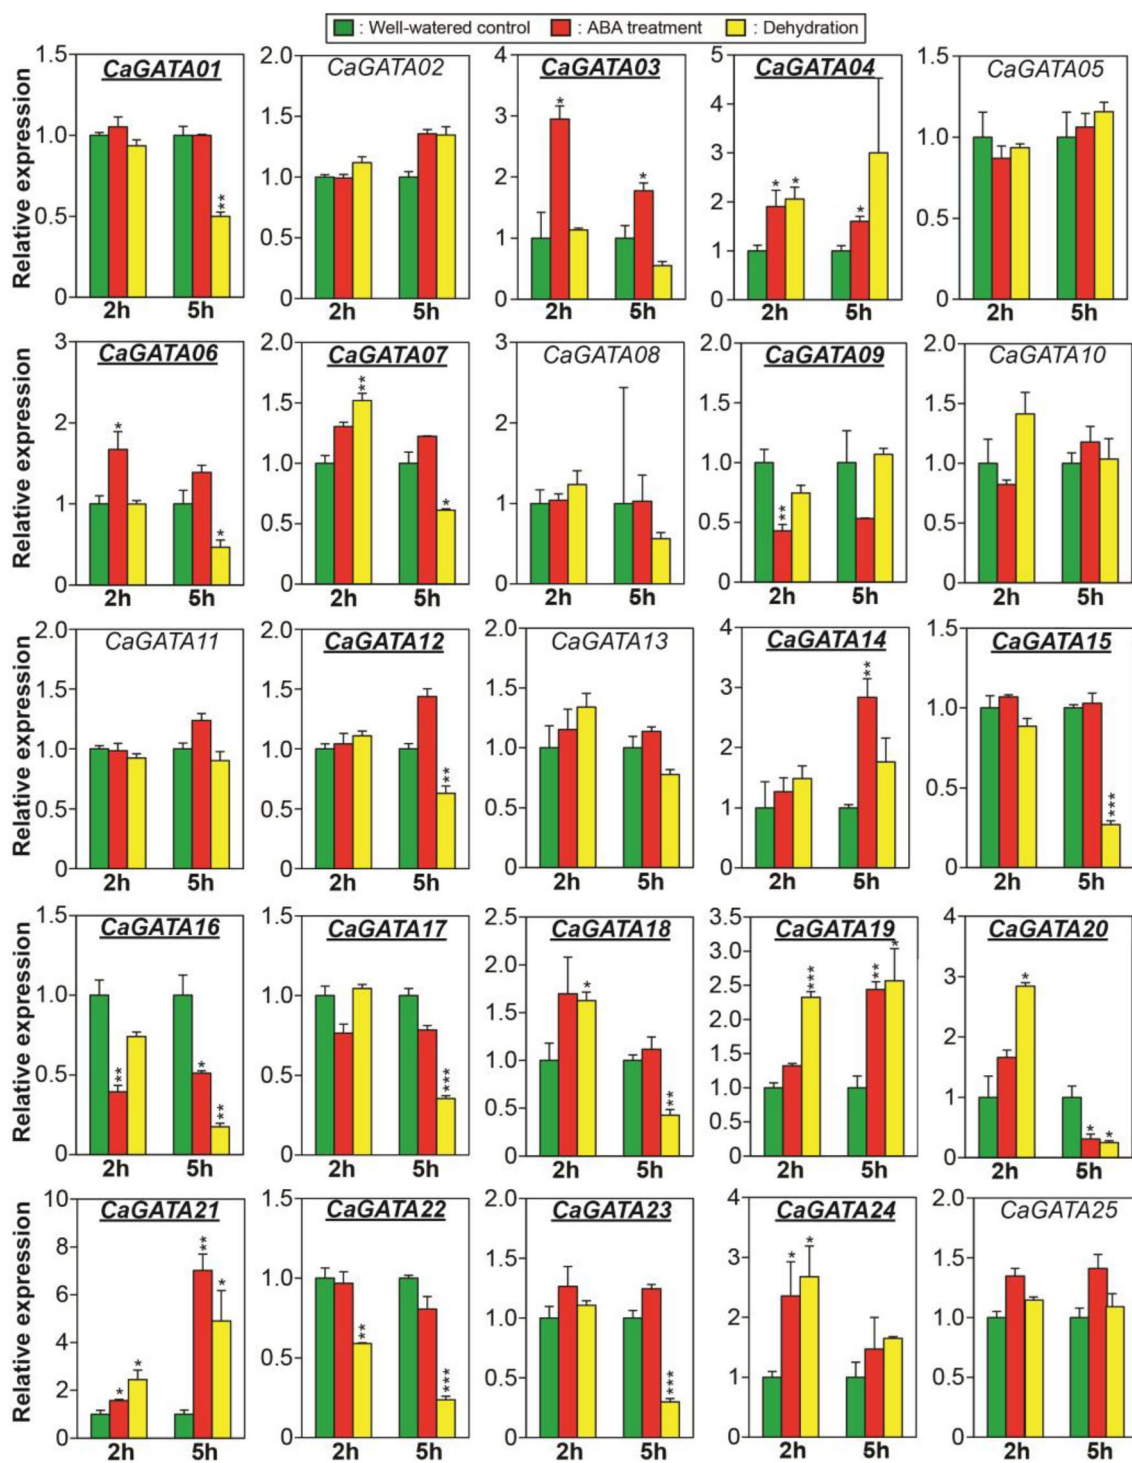 : Well-watered control : ABA treatment : Dehydration
CaGATA01 CaGATA02 CaGATA03 CaGATA04 CaGATA05
Relative expression
1.5 1.0 0.5 0
2.0 1.5 1.0 0.5 0
4 3 2 1 0
5 4 3 2 1 0
1.5 1.0 0.5 0
* * * * * * **
2h 5h 2h 5h 2h 5h 2h 5h 2h 5h
CaGATA06 CaGATA07 CaGATA08 CaGATA09 CaGATA10
Relative expression
3 2 1 0
2.0 1.5 1.0 0.5 0
3 2 1 0
2.0 1.5 1.0 0.5 0
2.0 1.5 1.0 0.5 0
* * ** * **
2h 5h 2h 5h 2h 5h 2h 5h 2h 5h
CaGATA11 CaGATA12 CaGATA13 CaGATA14 CaGATA15
Relative expression
2.0 1.5 1.0 0.5 0
2.0 1.5 1.0 0.5 0
2.0 1.5 1.0 0.5 0
4 3 2 1 0
1.5 1.0 0.5 0
** ** ***
2h 5h 2h 5h 2h 5h 2h 5h 2h 5h
CaGATA16 CaGATA17 CaGATA18 CaGATA19 CaGATA20
Relative expression
1.5 1.0 0.5 0
1.5 1.0 0.5 0
2.5 2.0 1.5 1.0 0.5 0
3.5 3.0 2.5 2.0 1.5 1.0 0.5 0
4 3 2 1 0
** * ** *** * ** *** ** * * * *
2h 5h 2h 5h 2h 5h 2h 5h 2h 5h
CaGATA21 CaGATA22 CaGATA23 CaGATA24 CaGATA25
Relative expression
10 8 6 4 2 0
1.5 1.0 0.5 0
2.0 1.5 1.0 0.5 0
4 3 2 1 0
2.0 1.5 1.0 0.5 0
* * ** * ** *** *** * *
2h 5h 2h 5h 2h 5h 2h 5h 2h 5h